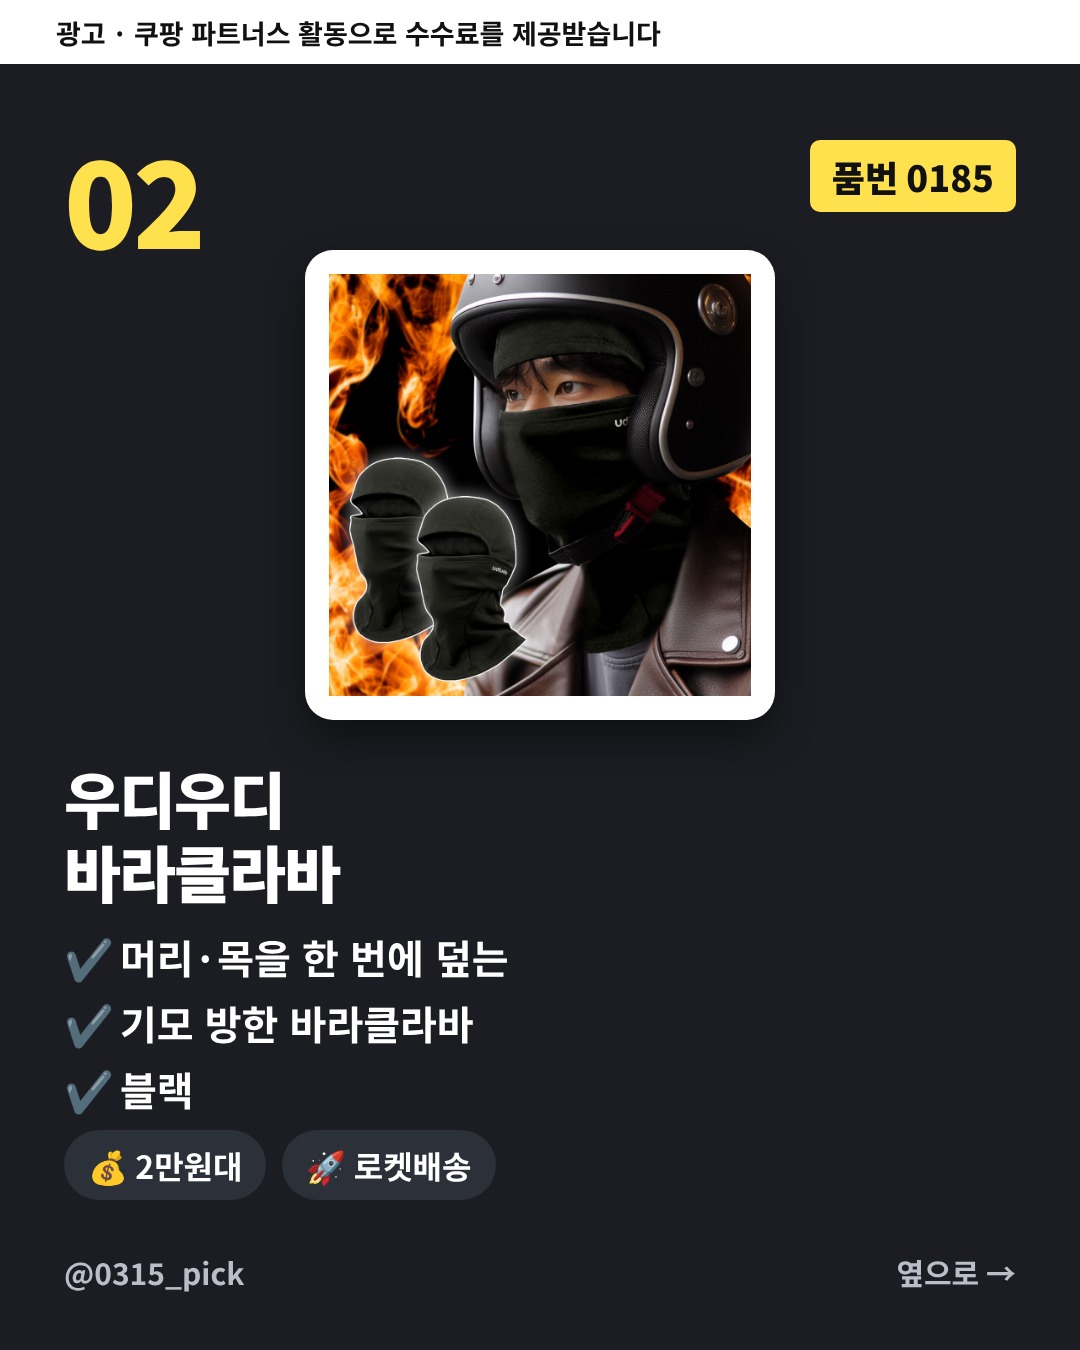 광고 · 쿠팡 파트너스 활동으로 수수료를 제공받습니다
02
품번 0185
우디우디
바라클라바
✔ 머리·목을 한 번에 덮는
✔ 기모 방한 바라클라바
✔ 블랙
💰 2만원대
🚀 로켓배송
@0315_pick
옆으로 →